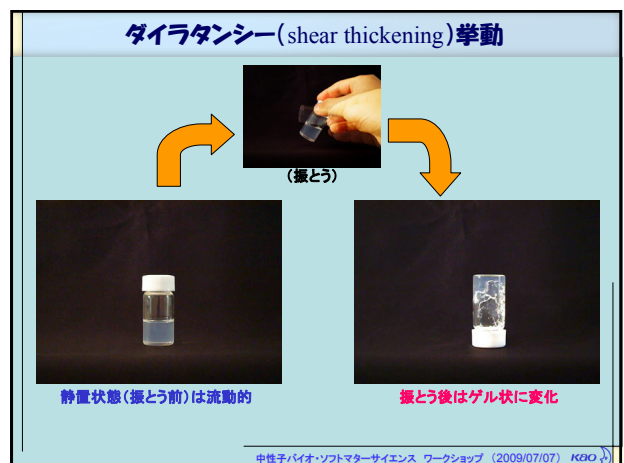 ダイラタンシー(shear thickening)挙動
(振とう)
静置状態(振とう前)は流動的
振とう後はゲル状に変化
中性子バイオ・ソフトマターサイエンス ワークショップ (2009/07/07) KAO